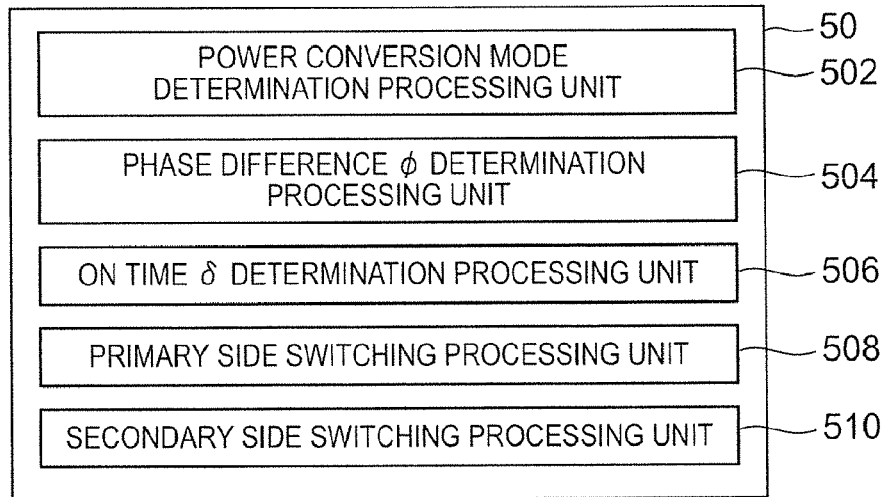 50
POWER CONVERSION MODE
DETERMINATION PROCESSING UNIT
502
PHASE DIFFERENCE ϕ DETERMINATION
PROCESSING UNIT
504
ON TIME δ DETERMINATION PROCESSING UNIT
506
PRIMARY SIDE SWITCHING PROCESSING UNIT
508
SECONDARY SIDE SWITCHING PROCESSING UNIT
510